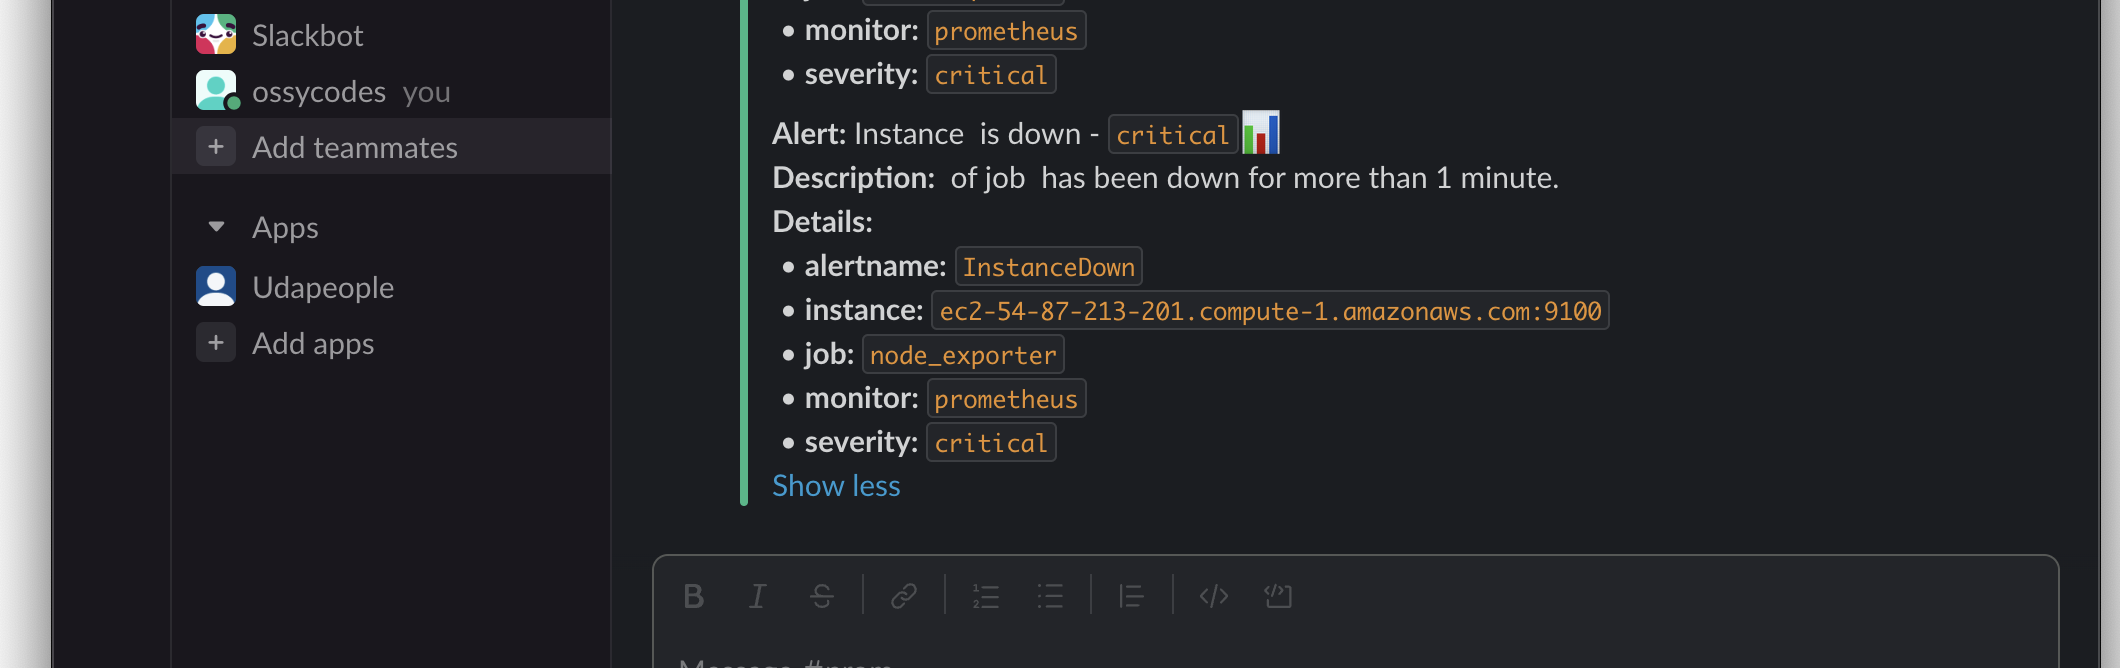 Slackbot
ossycodes you
+ Add teammates
Apps
Udapeople
+ Add apps
• monitor: prometheus
• severity: critical
Alert: Instance is down - critical
Description: of job has been down for more than 1 minute.
Details:
• alertname: InstanceDown
• instance: ec2-54-87-213-201.compute-1.amazonaws.com:9100
• job: node_exporter
• monitor: prometheus
• severity: critical
Show less
B I S